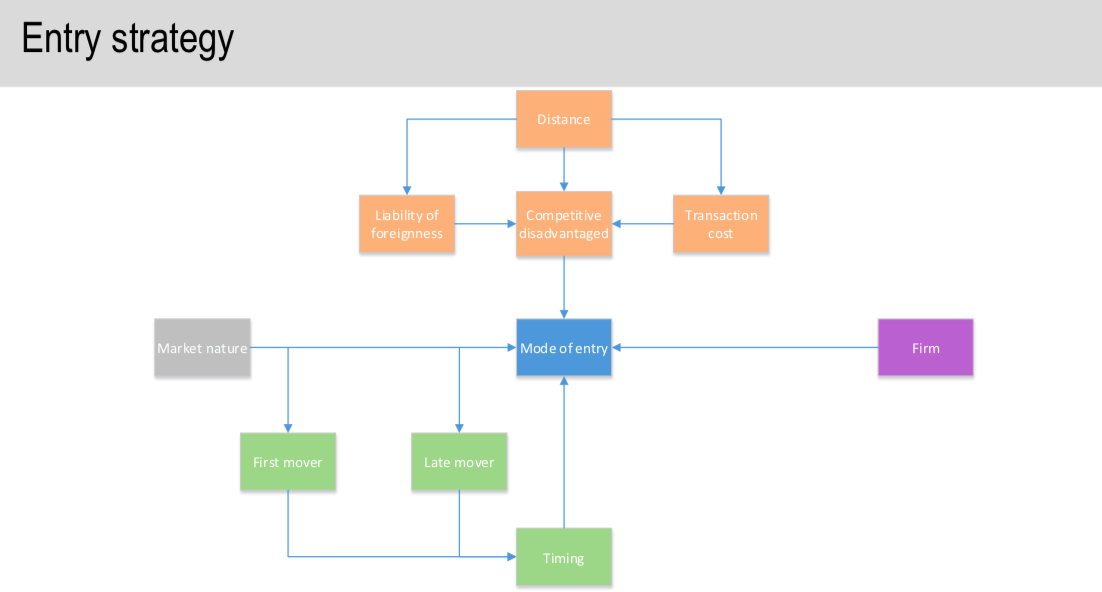 Entry strategy
Distance
Liability of
foreignness
Competitive
disadvantaged
Transaction
cost
Market nature
Mode of entry
Firm
First mover
Late mover
Timing